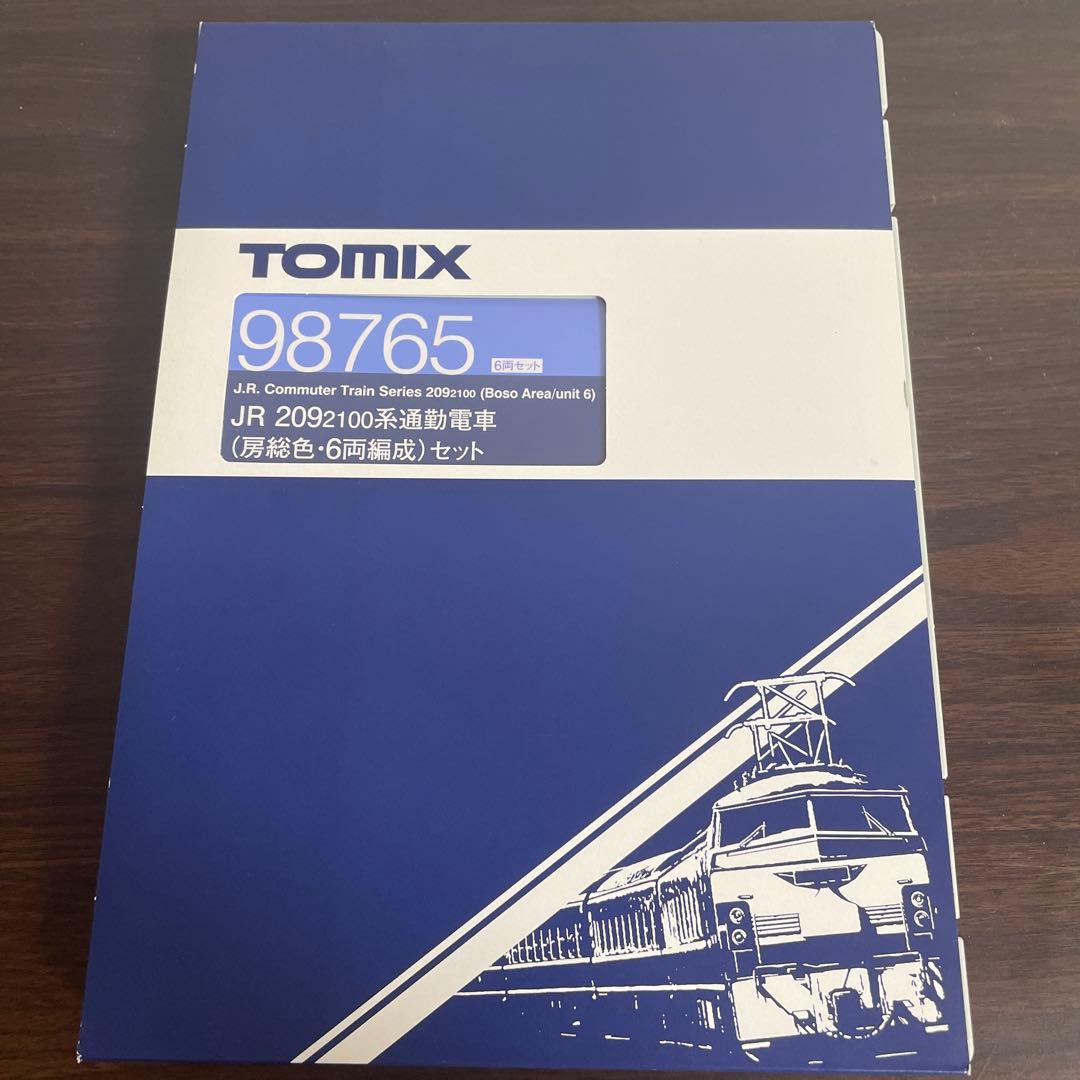 TOMIX
98765 6両セット
J.R. Commuter Train Series 2092100 (Boso Area/unit 6)
JR 2092100系通勤電車
(房総色・6両編成)セット